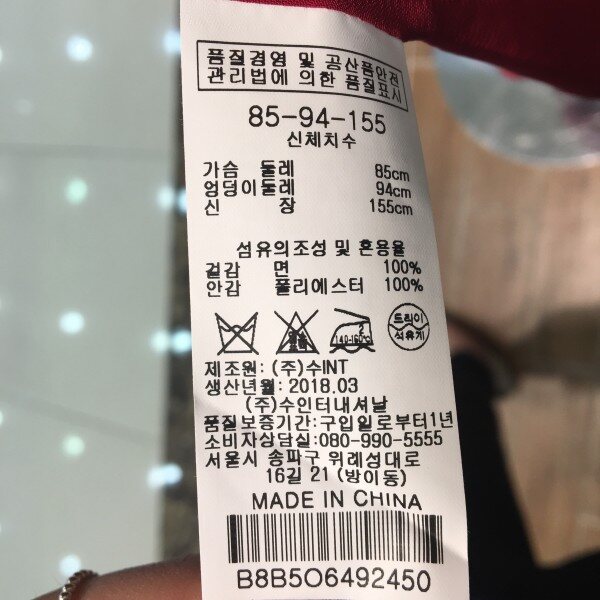 품질경영 및 공산품안전
관리법에 의한 품질표시
85-94-155
신체치수
가슴 둘레 85cm
엉덩이둘레 94cm
신 장 155cm
섬유의조성 및 혼용율
겉감 면 100%
안감 폴리에스터 100%
염소표백
2
140-160℃
드라이
석유계
제조원: (주)수INT
생산년월: 2018.03
(주)수인터내셔날
품질보증기간: 구입일로부터1년
소비자상담실: 080-990-5555
서울시 송파구 위례성대로
16길 21 (방이동)
MADE IN CHINA
B8B5O6492450